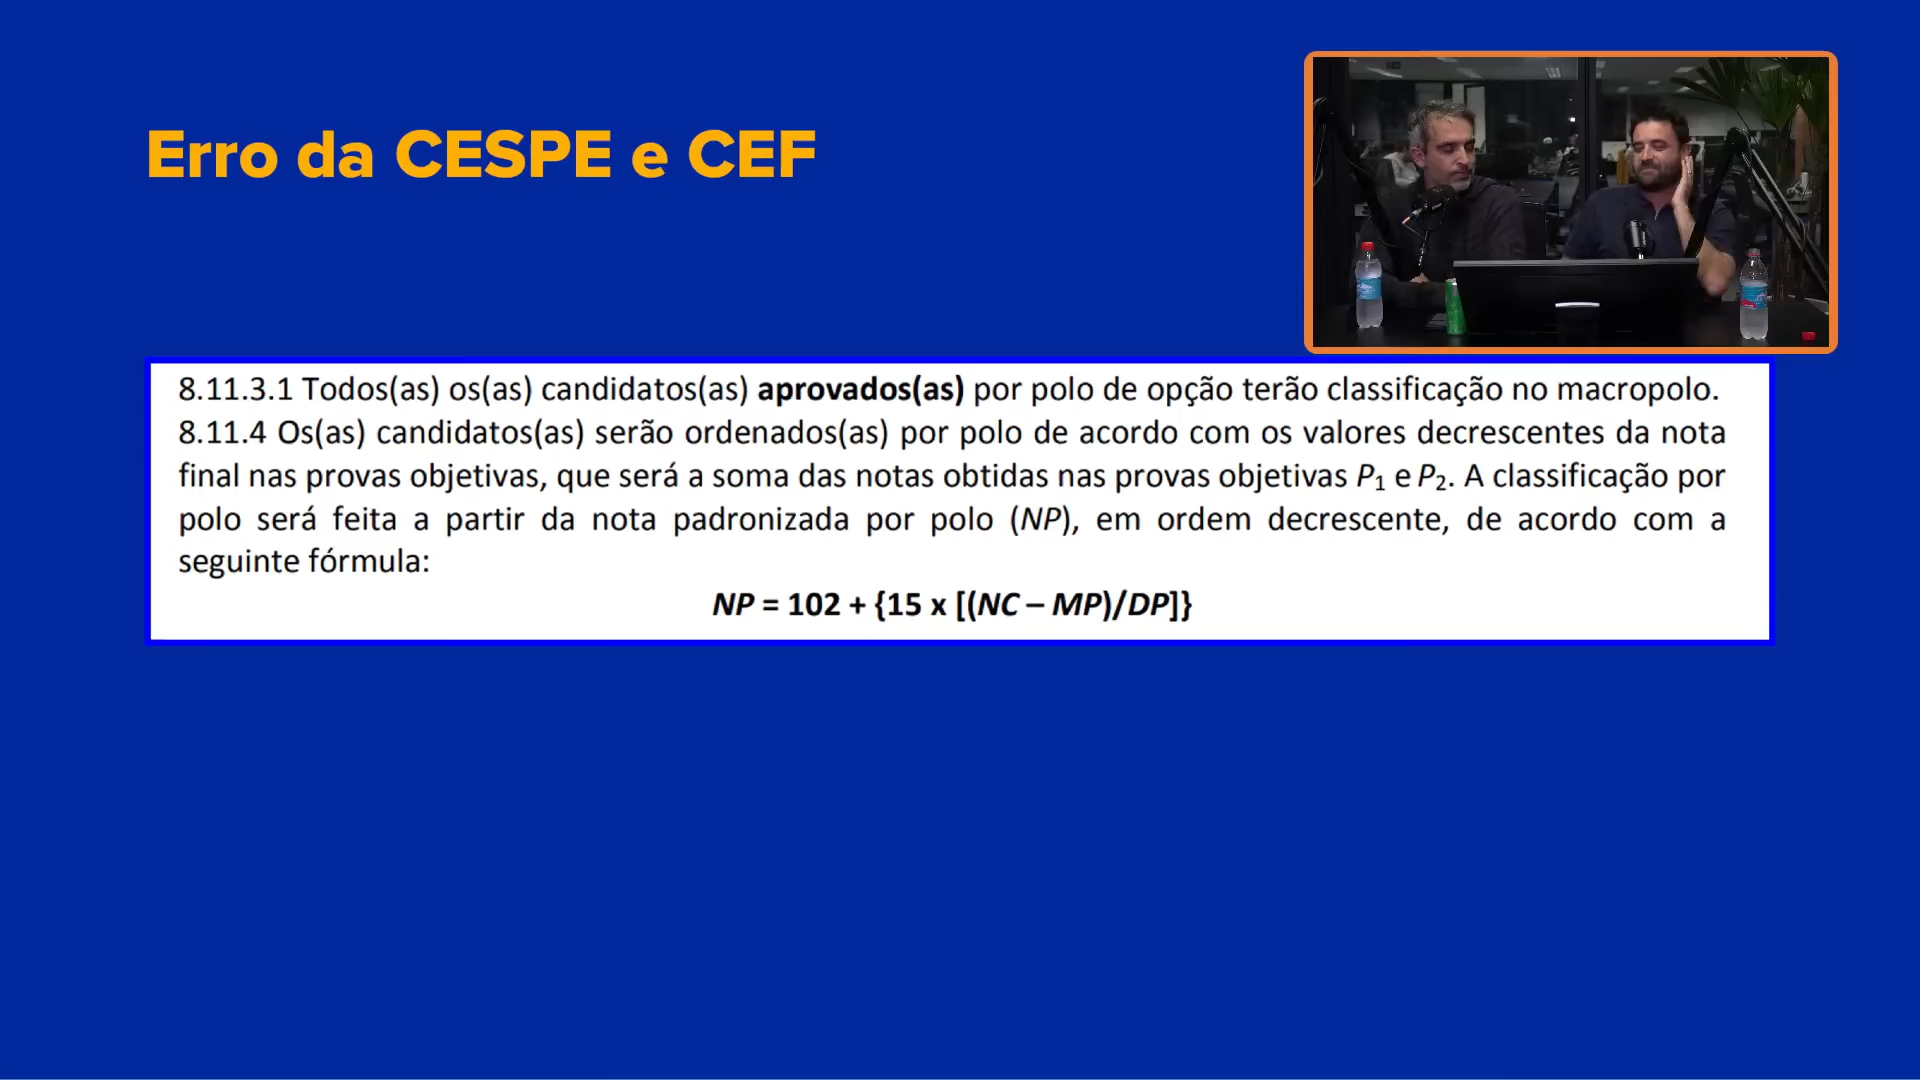 Erro da CESPE e CEF
8.11.3.1 Todos(as) os(as) candidatos(as) aprovados(as) por polo de opção terão classificação no macropolo.
8.11.4 Os(as) candidatos(as) serão ordenados(as) por polo de acordo com os valores decrescentes da nota
final nas provas objetivas, que será a soma das notas obtidas nas provas objetivas P₁ e P₂. A classificação por
polo será feita a partir da nota padronizada por polo (NP), em ordem decrescente, de acordo com a
seguinte fórmula:
NP = 102 + {15 x [(NC – MP)/DP]}